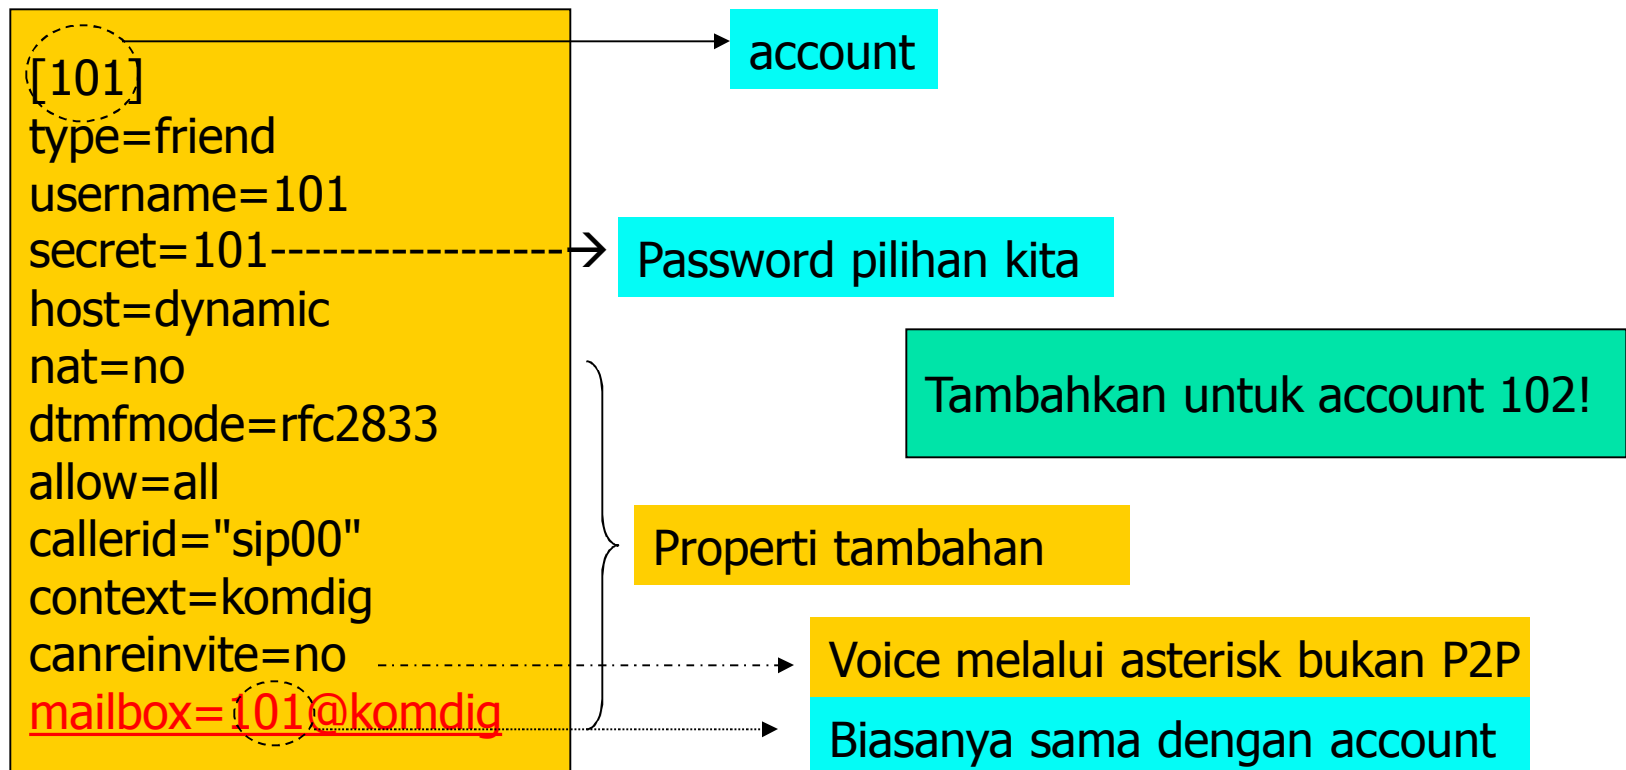 [101]
type=friend
username=101
secret=101----------------→
host=dynamic
nat=no
dtmfmode=rfc2833
allow=all
callerid="sip00"
context=komdig
canreinvite=no
mailbox=101@komdig
account
Password pilihan kita
Tambahkan untuk account 102!
Properti tambahan
Voice melalui asterisk bukan P2P
Biasanya sama dengan account